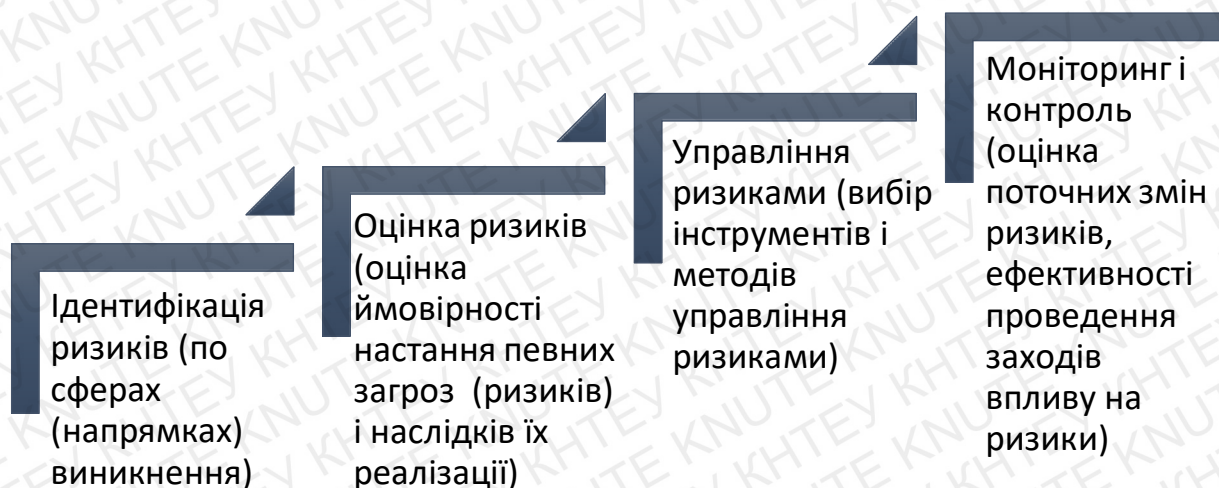 Ідентифікація
ризиків (по
сферах
(напрямках)
виникнення)
Оцінка ризиків
(оцінка
ймовірності
настання певних
загроз (ризиків)
і наслідків їх
реалізації)
Управління
ризиками (вибір
інструментів і
методів
управління
ризиками)
Моніторинг і
контроль
(оцінка
поточних змін
ризиків,
ефективності
проведення
заходів
впливу на
ризики)